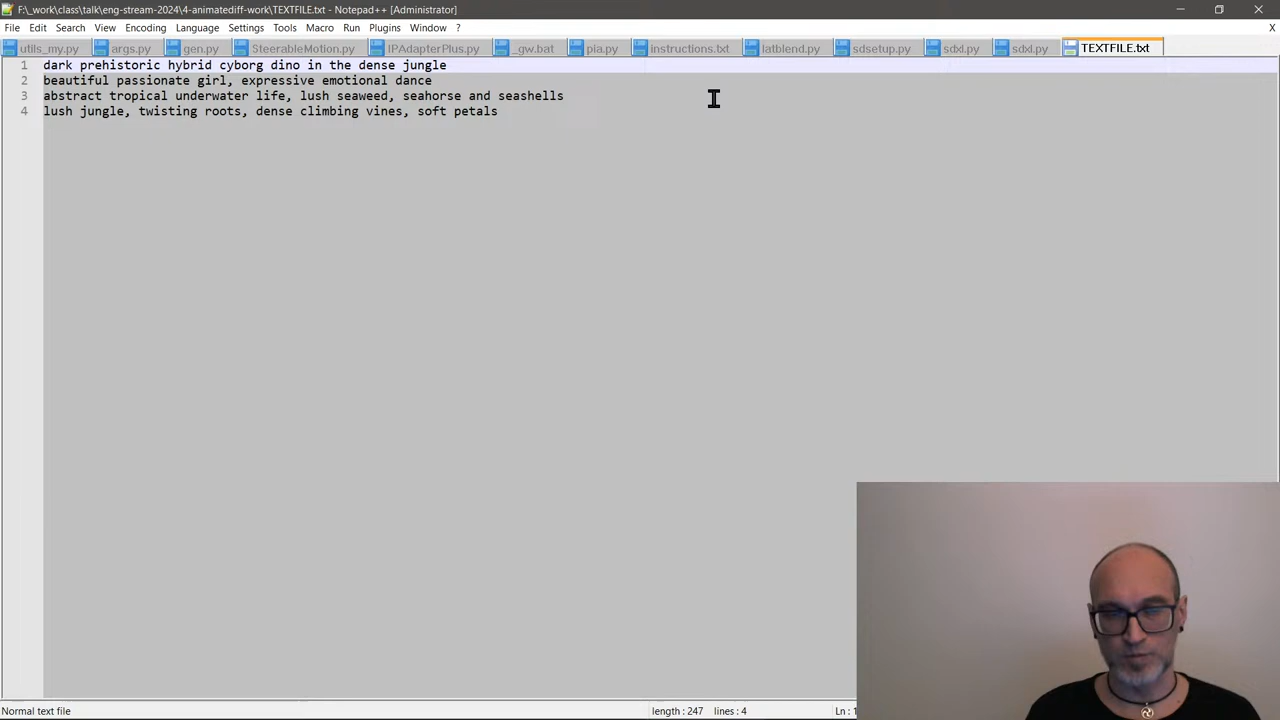 F:\_work\class\talk\eng-stream-2024\4-animatediff-work\TEXTFILE.txt - Notepad++ [Administrator]
File Edit Search View Encoding Language Settings Tools Macro Run Plugins Window ? X
utils_my.py args.py gen.py SteerableMotion.py IPAdapterPlus.py _gw.bat pia.py instructions.txt latblend.py sdsetup.py sdxl.py sdxl.py TEXTFILE.txt
1 dark prehistoric hybrid cyborg dino in the dense jungle
2 beautiful passionate girl, expressive emotional dance
3 abstract tropical underwater life, lush seaweed, seahorse and seashells
4 lush jungle, twisting roots, dense climbing vines, soft petals
Normal text file length : 247 lines : 4 Ln : 1